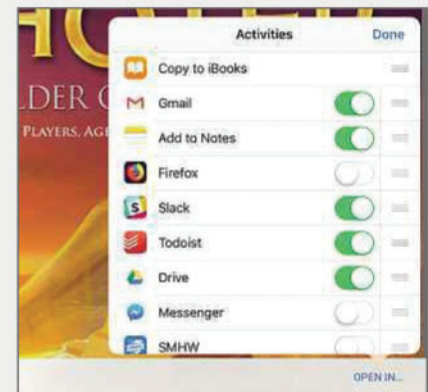 Activities Done
Copy to iBooks
Gmail
Add to Notes
Firefox
Slack
Todoist
Drive
Messenger
SMHW
LDER
PLAYERS, AGE
OPEN IN...